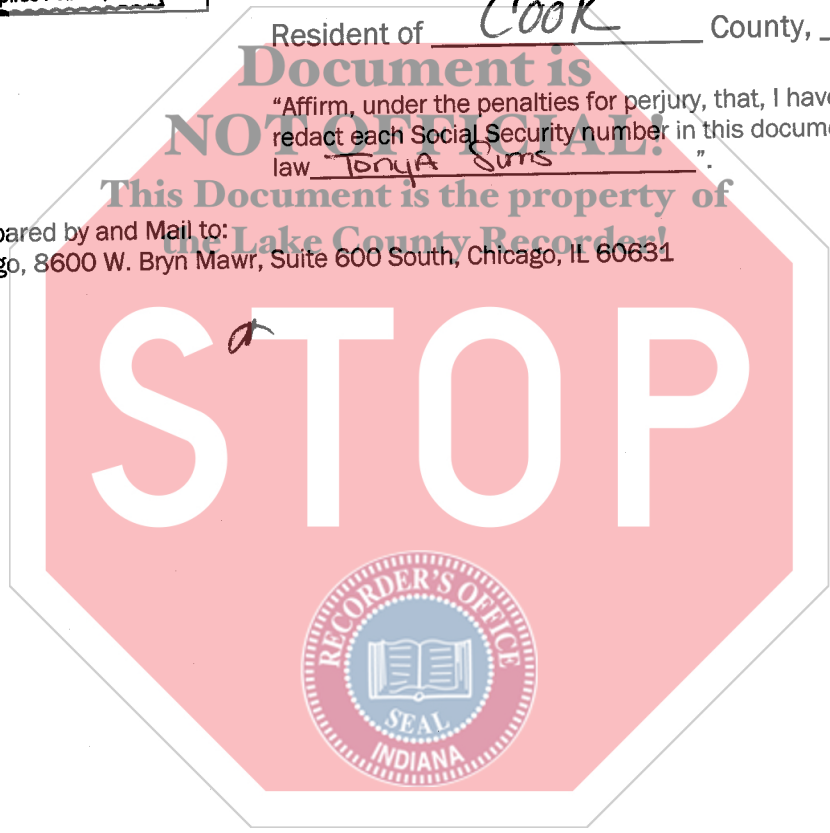 Resident of COOK County,
Document is
"Affirm, under the penalties for perjury, that, I have
NOT OFFICIAL!
redact each Social Security number in this docume
law Tonya Sims ".
This Document is the property of
pared by and Mail to:
the Lake County Recorder!
go, 8600 W. Bryn Mawr, Suite 600 South, Chicago, IL 60631
STOP
RECORDER'S OFFICE
SEAL
INDIANA